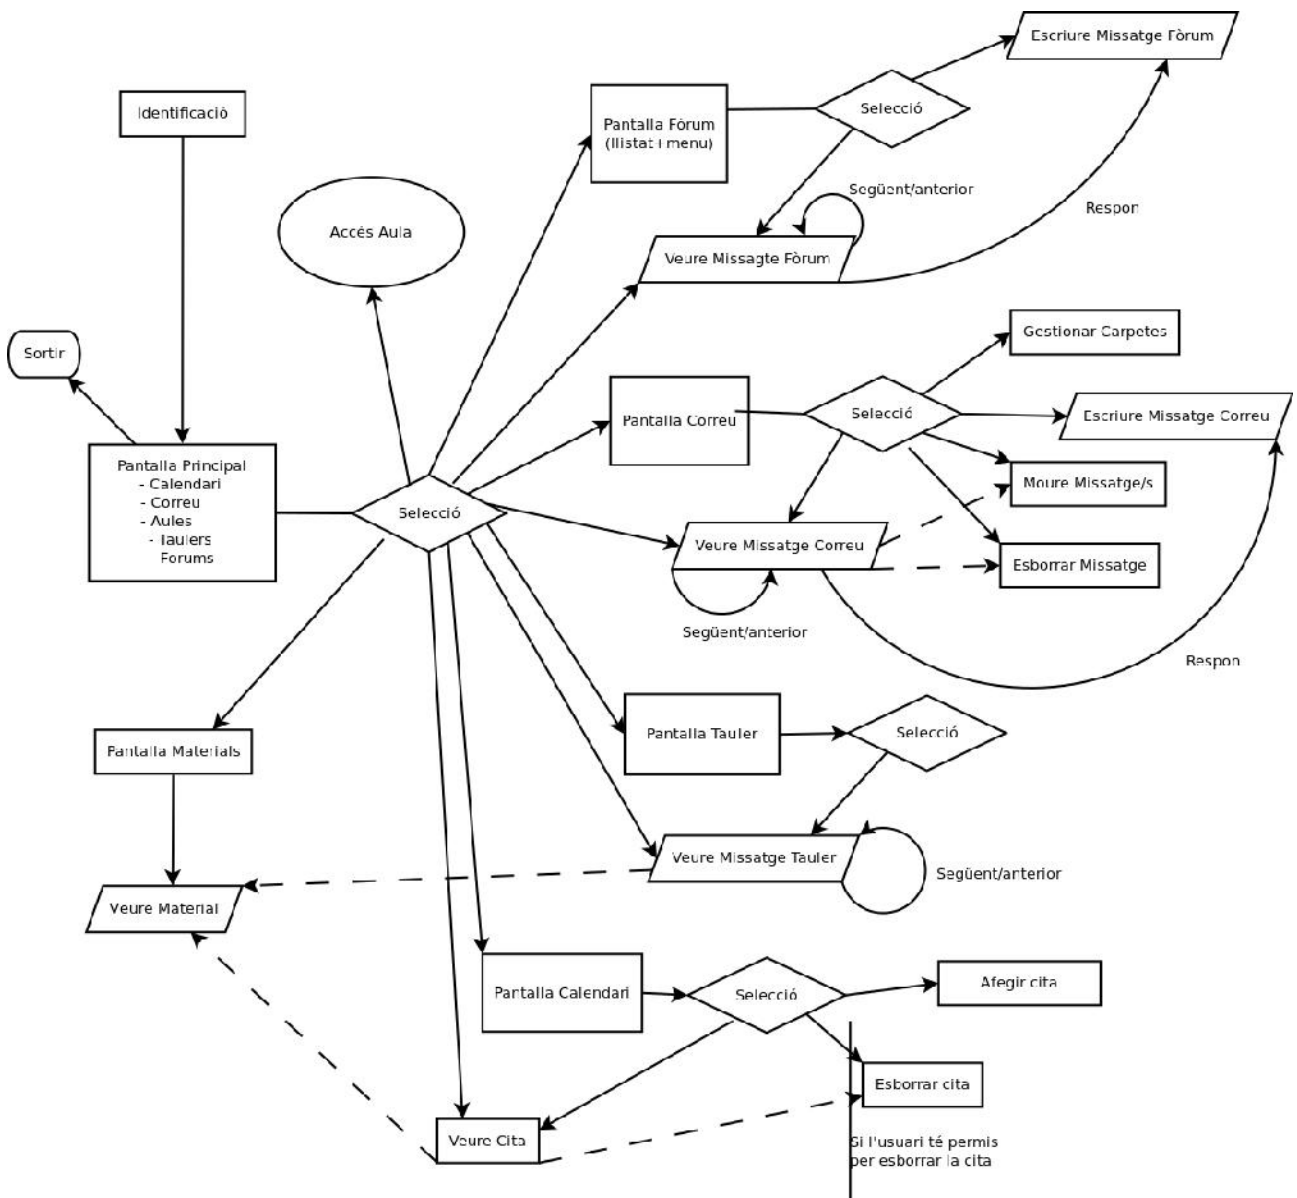 Escriure Missatge Fòrum
Identificació
Selecció
Pantalla Fòrum
(llistat+menu)
Següent/anterior
Respon
Accés Aula
Veure Missagte Fòrum
Gestionar Carpetes
Sortir
Pantalla Correu
Selecció
Escriure Missatge Correu
Pantalla Principal
- Calendari
- Correu
- Aules
- Taulers
Forums
Selecció
Moure Missatge/s
Veure Missatge Correu
Esborrar Missatge
Següent/anterior
Respon
Pantalla Materials
Pantalla Tauler
Selecció
Veure Missatge Tauler
Següent/anterior
Veure Material
Pantalla Calendari
Selecció
Afegir cita
Esborrar cita
Veure Cita
Si l'usuari té permis
per esborrar la cita